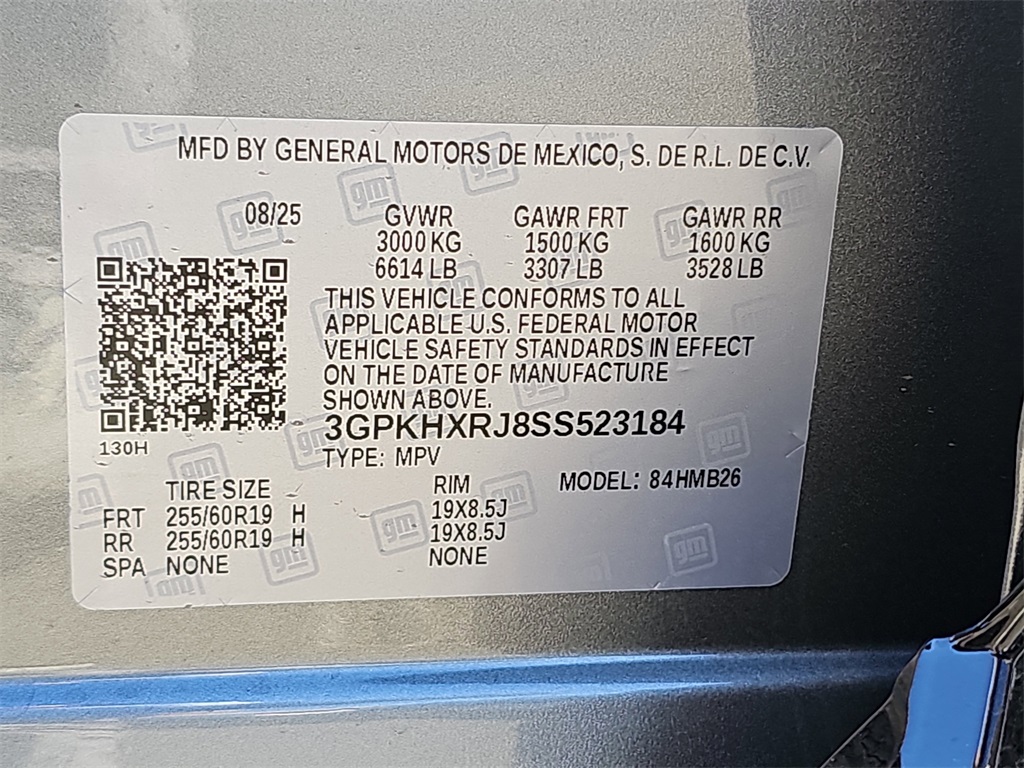 MFD BY GENERAL MOTORS DE MEXICO, S. DE R.L. DE C.V.
08/25 GVWR GAWR FRT GAWR RR
3000 KG 1500 KG 1600 KG
6614 LB 3307 LB 3528 LB
THIS VEHICLE CONFORMS TO ALL
APPLICABLE U.S. FEDERAL MOTOR
VEHICLE SAFETY STANDARDS IN EFFECT
ON THE DATE OF MANUFACTURE
SHOWN ABOVE.
3GPKHXRJ8SS523184
130H
TYPE: MPV
TIRE SIZE RIM MODEL: 84HMB26
FRT 255/60R19 H 19X8.5J
RR 255/60R19 H 19X8.5J
SPA NONE NONE
gm